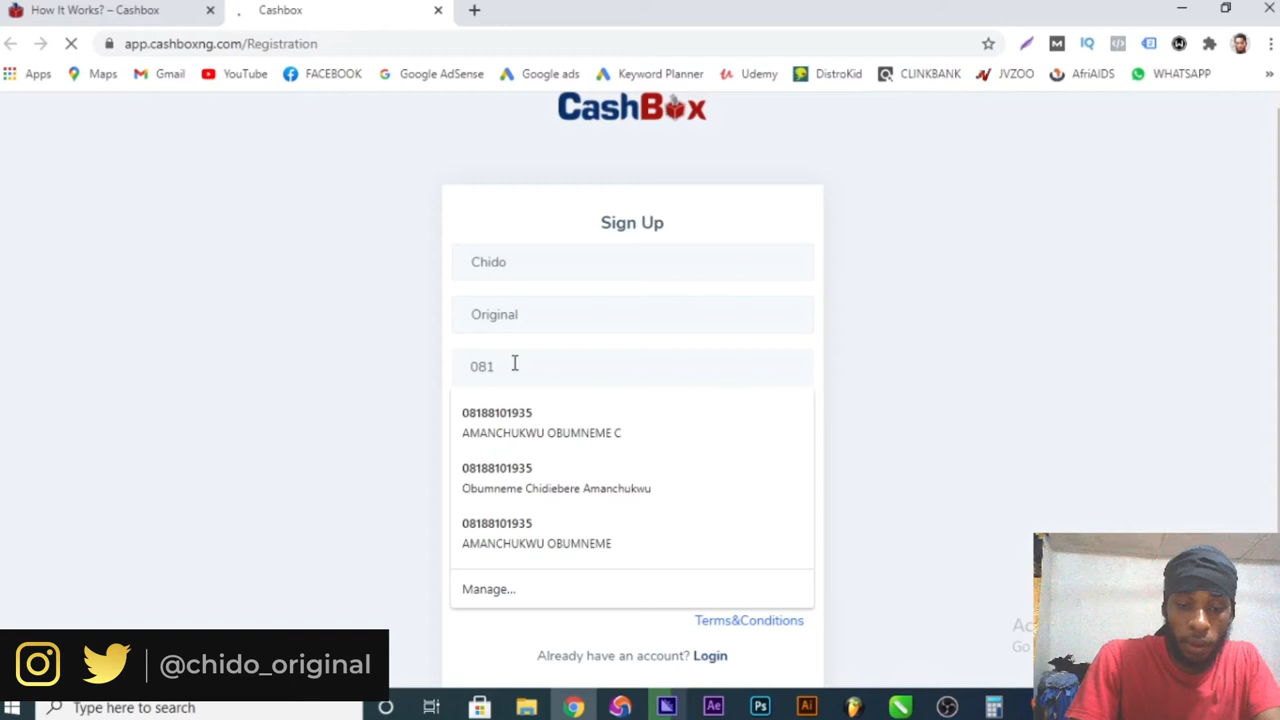 How It Works? – Cashbox
Cashbox
app.cashboxng.com/Registration
Apps Maps Gmail YouTube FACEBOOK Google AdSense Google ads Keyword Planner Udemy DistroKid CLINKBANK JVZOO AfriAIDS WHATSAPP
CashBox
Sign Up
Chido
Original
081
08188101935
AMANCHUKWU OBUMNEME C
08188101935
Obumneme Chidiebere Amanchukwu
08188101935
AMANCHUKWU OBUMNEME
Manage...
Terms&Conditions
Already have an account? Login
Go
@chido_original
Type here to search